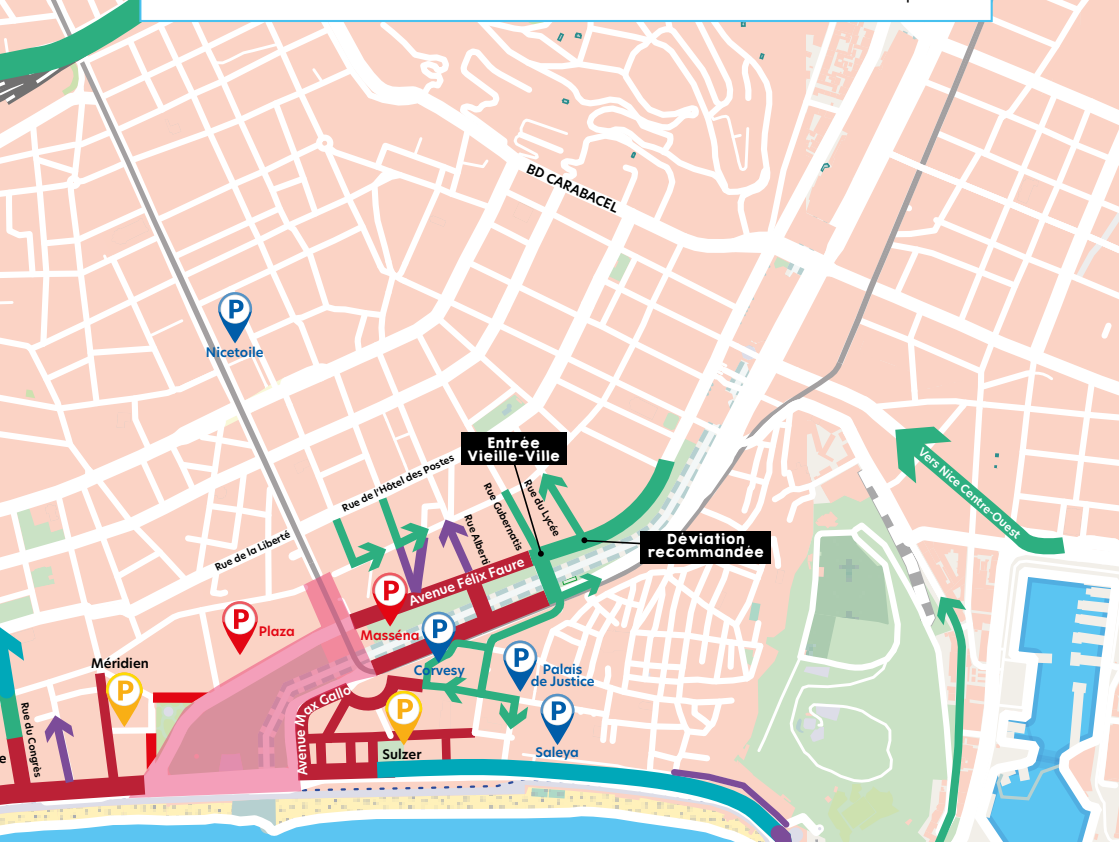 BD CARABACEL
P
Nicetoile
Entrée
Vieille-Ville
Vers Nice Centre-Ouest
Rue de l'Hôtel des Postes
Rue Gubernatis
Rue du Lycée
Rue Alberti
Rue de la Liberté
Déviation
recommandée
Avenue Félix Faure
P
Masséna
P
Plaza
P
Corvesy
P
Palais
de Justice
Méridien
P
Avenue Max Gallo
P
Sulzer
P
Saleya
Rue du Congrès
e